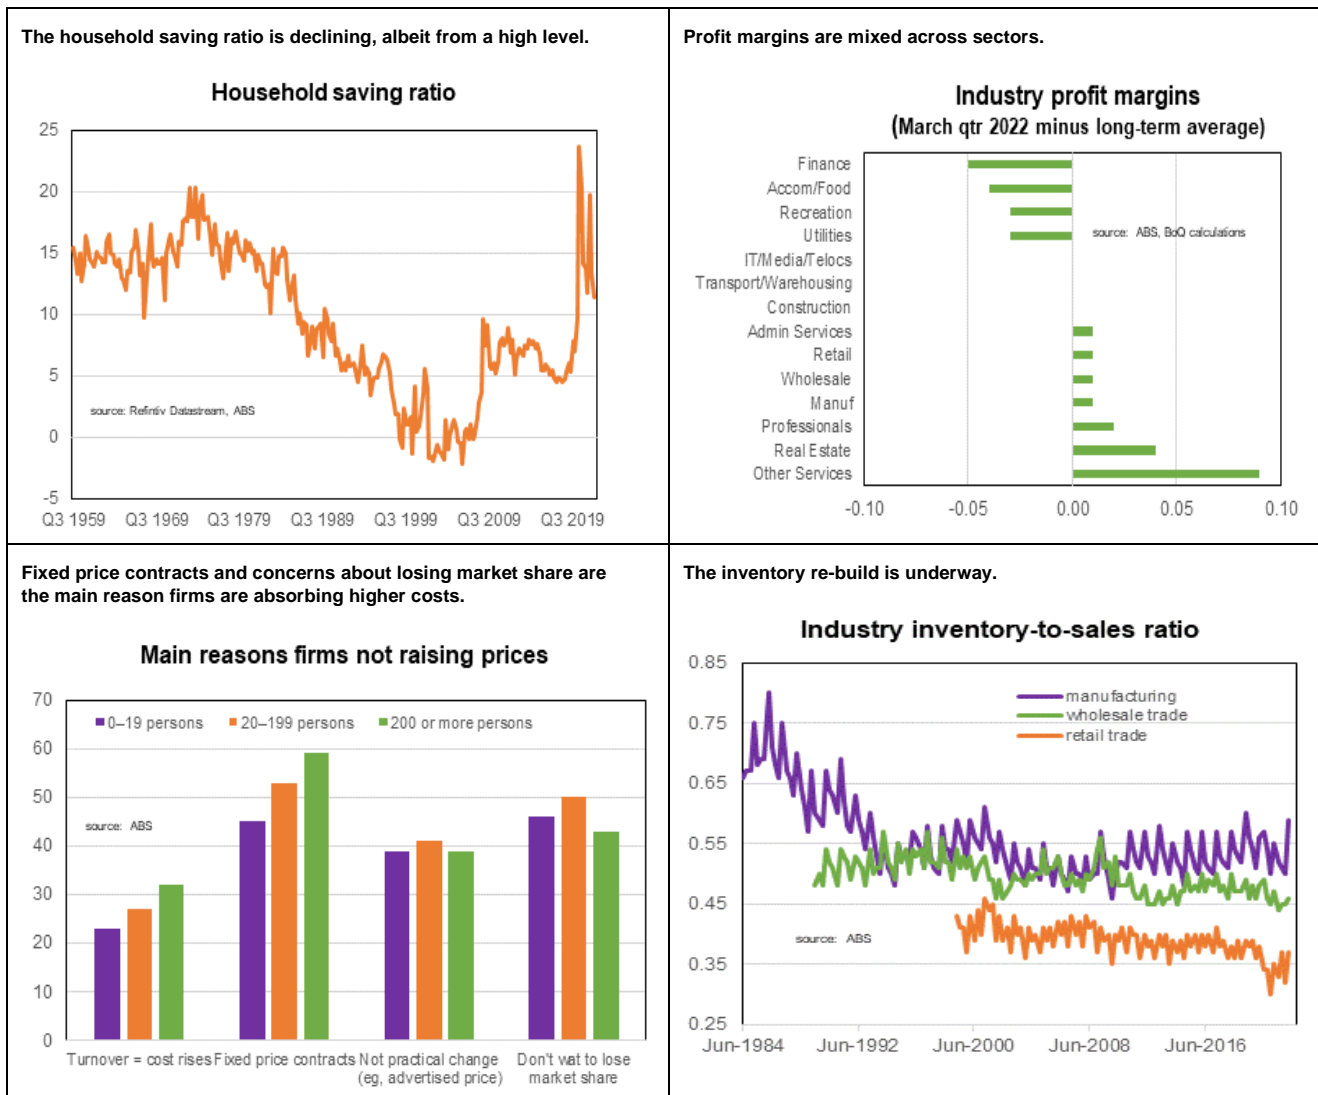 The household saving ratio is declining, albeit from a high level.
Household saving ratio
25
20
15
10
5
0
-5
source: Refintiv Datastream, ABS
Q3 1959 Q3 1969 Q3 1979 Q3 1989 Q3 1999 Q3 2009 Q3 2019
Profit margins are mixed across sectors.
Industry profit margins
(March qtr 2022 minus long-term average)
Finance
Accom/Food
Recreation
Utilities
source: ABS, BoQ calculations
IT/Media/Telocs
Transport/Warehousing
Construction
Admin Services
Retail
Wholesale
Manuf
Professionals
Real Estate
Other Services
-0.10 -0.05 0.00 0.05 0.10
Fixed price contracts and concerns about losing market share are
the main reason firms are absorbing higher costs.
Main reasons firms not raising prices
70
0–19 persons 20–199 persons 200 or more persons
60
50
source: ABS
40
30
20
10
0
Turnover = cost rises Fixed price contracts Not practical change Don't wat to lose
(eg, advertised price) market share
The inventory re-build is underway.
Industry inventory-to-sales ratio
0.85
manufacturing
wholesale trade
retail trade
0.75
0.65
0.55
0.45
source: ABS
0.35
0.25
Jun-1984 Jun-1992 Jun-2000 Jun-2008 Jun-2016